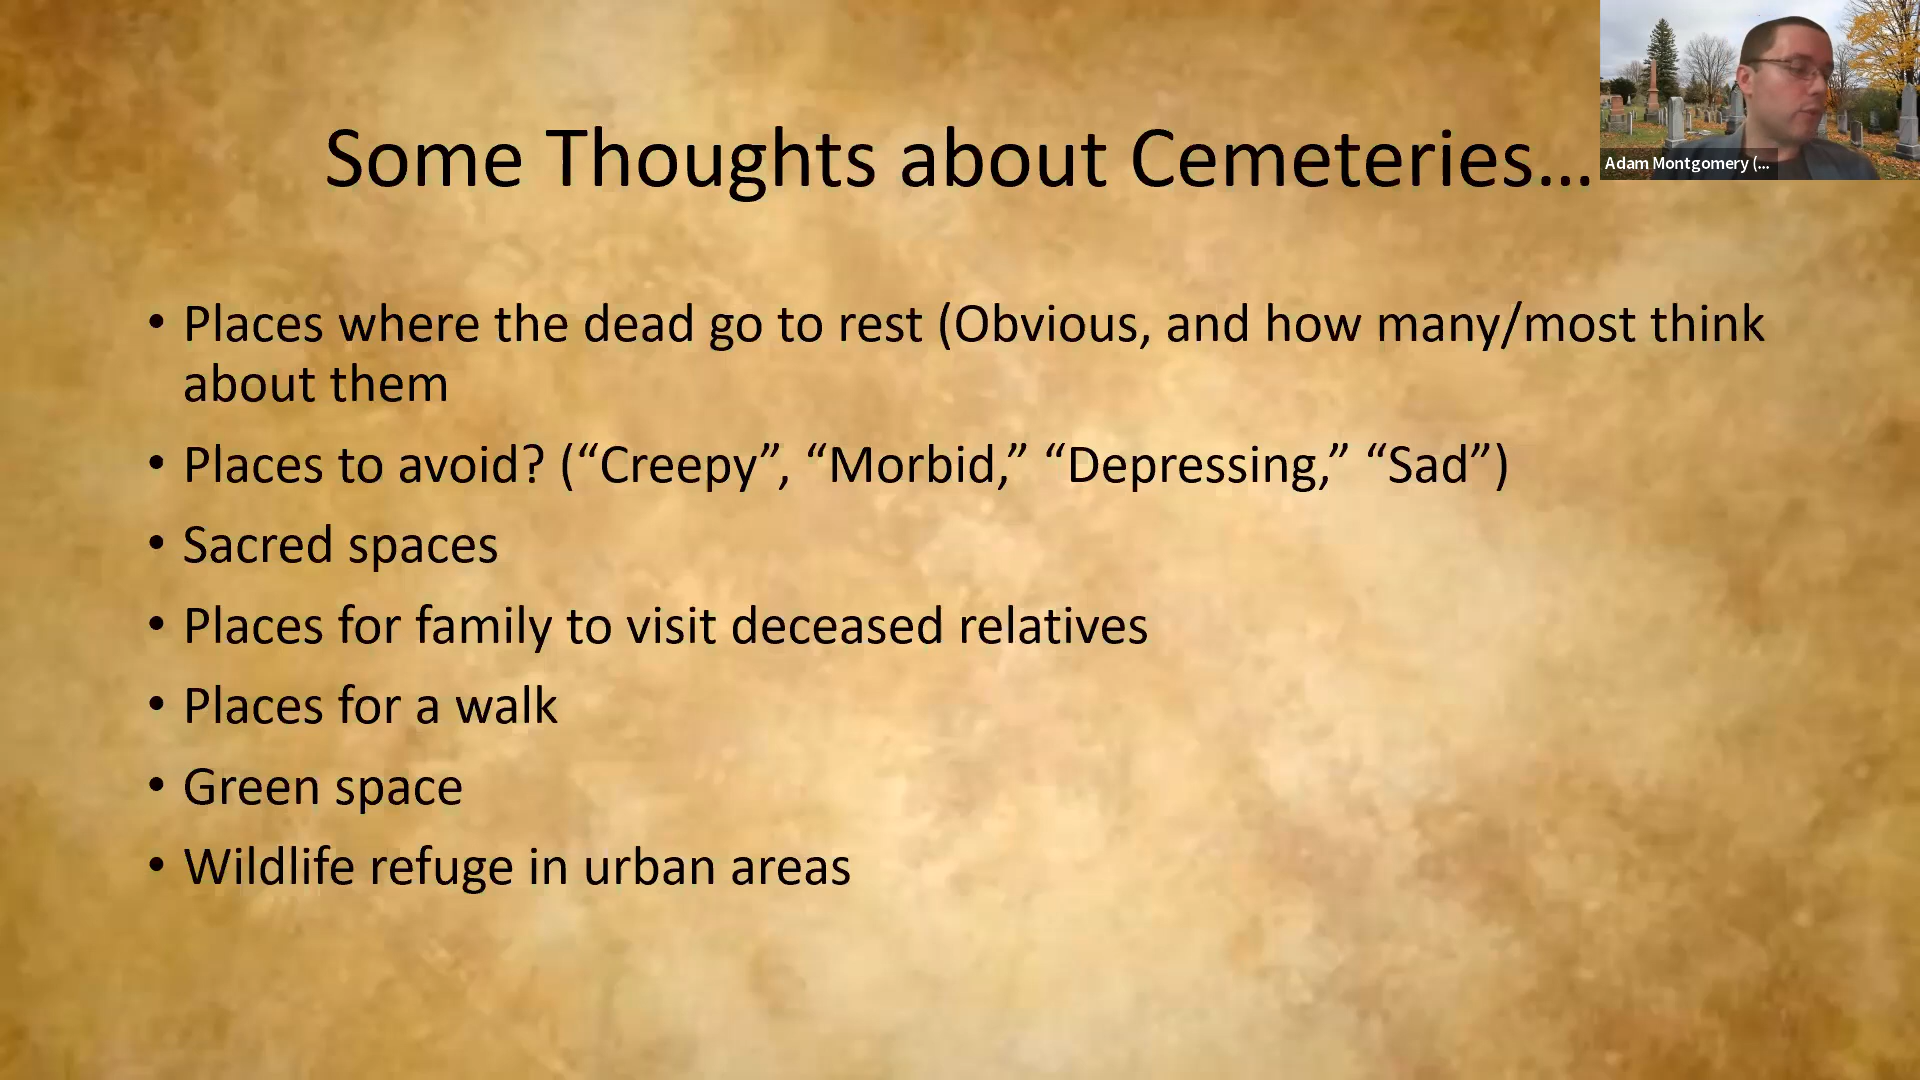 Some Thoughts about Cemeteries...
Adam Montgomery (...
• Places where the dead go to rest (Obvious, and how many/most think
about them
• Places to avoid? (“Creepy”, “Morbid,” “Depressing,” “Sad”)
• Sacred spaces
• Places for family to visit deceased relatives
• Places for a walk
• Green space
• Wildlife refuge in urban areas